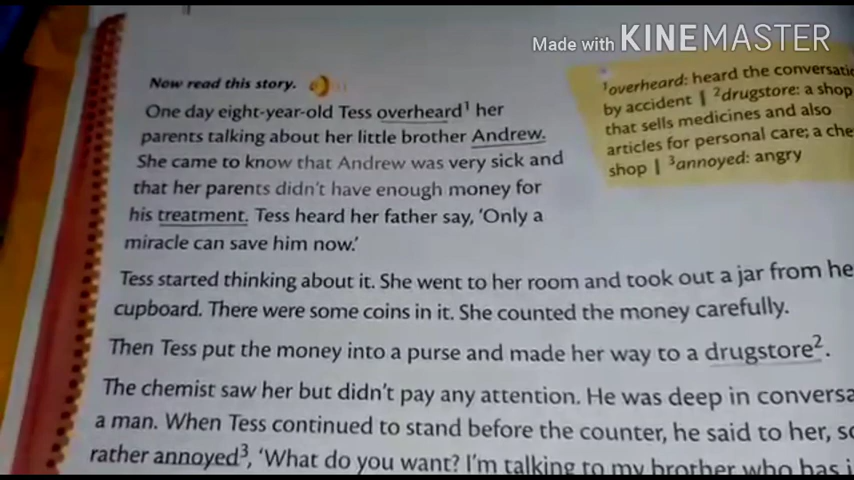 Made with KINEMASTER
Now read this story.
One day eight-year-old Tess overheard¹ her
parents talking about her little brother Andrew.
She came to know that Andrew was very sick and
that her parents didn't have enough money for
his treatment. Tess heard her father say, 'Only a
miracle can save him now.'
Tess started thinking about it. She went to her room and took out a jar from
cupboard. There were some coins in it. She counted the money carefully.
Then Tess put the money into a purse and made her way to a drugstore².
The chemist saw her but didn't pay any attention. He was deep in
a man. When Tess continued to stand before the counter, he said to her,
rather annoyed³, 'What do you want? I'm talking to my brother who has
¹overheard: heard the
by accident | ²drugstore: a shop
that sells medicines and also
articles for personal care; a
shop | ³annoyed: angry